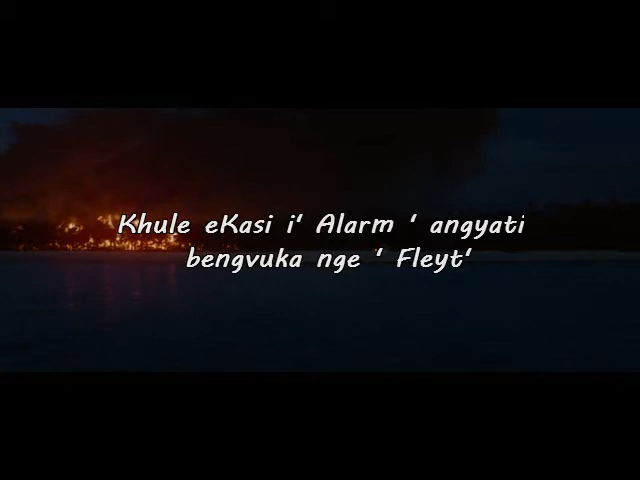 Khule eKasi i‘ Alarm ‘ angyati
bengvuka nge ‘ Fleyt‘